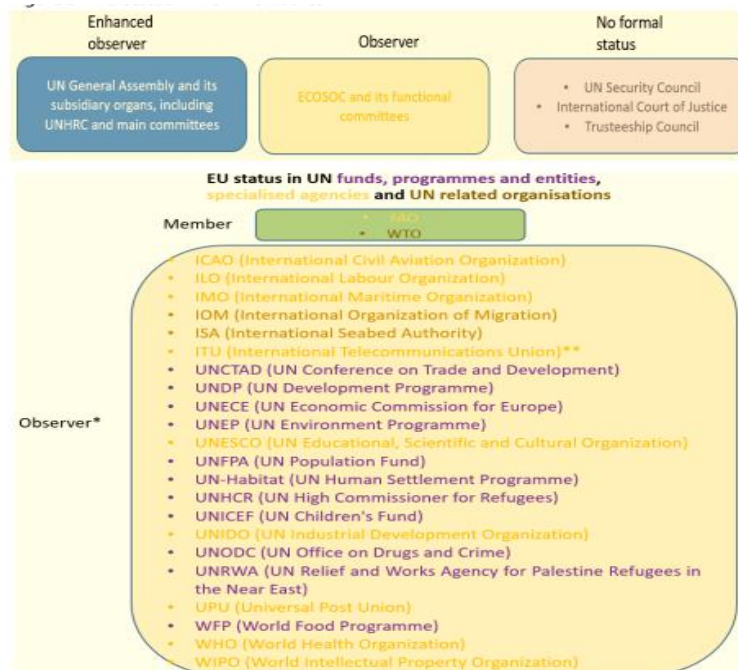 Enhanced
observer
Observer
No formal
status
UN General Assembly and its
subsidiary organs, including
UNHRC and main committees
ECOSOC and its functional
committees
• UN Security Council
• International Court of Justice
• Trusteeship Council
EU status in UN funds, programmes and entities,
specialised agencies and UN related organisations
Member
• FAO
• WTO
Observer*
• ICAO (International Civil Aviation Organization)
• ILO (International Labour Organization)
• IMO (International Maritime Organization)
• IOM (International Organization of Migration)
• ISA (International Seabed Authority)
• ITU (International Telecommunications Union)**
• UNCTAD (UN Conference on Trade and Development)
• UNDP (UN Development Programme)
• UNECE (UN Economic Commission for Europe)
• UNEP (UN Environment Programme)
• UNESCO (UN Educational, Scientific and Cultural Organization)
• UNFPA (UN Population Fund)
• UN-Habitat (UN Human Settlement Programme)
• UNHCR (UN High Commissioner for Refugees)
• UNICEF (UN Children's Fund)
• UNIDO (UN Industrial Development Organization)
• UNODC (UN Office on Drugs and Crime)
• UNRWA (UN Relief and Works Agency for Palestine Refugees in
the Near East)
• UPU (Universal Post Union)
• WFP (World Food Programme)
• WHO (World Health Organization)
• WIPO (World Intellectual Property Organization)